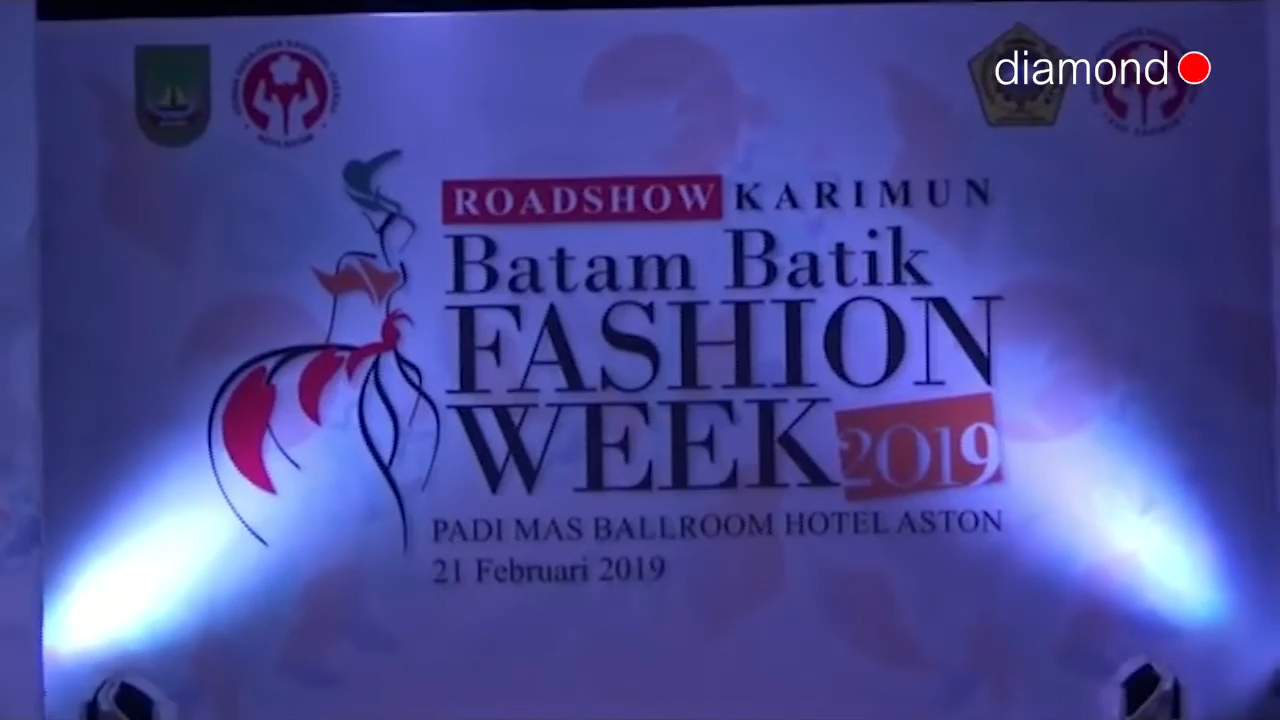 diamond
ROADSHOW KARIMUN
Batam Batik
FASHION
WEEK 2019
PADI MAS BALLROOM HOTEL ASTON
21 Februari 2019